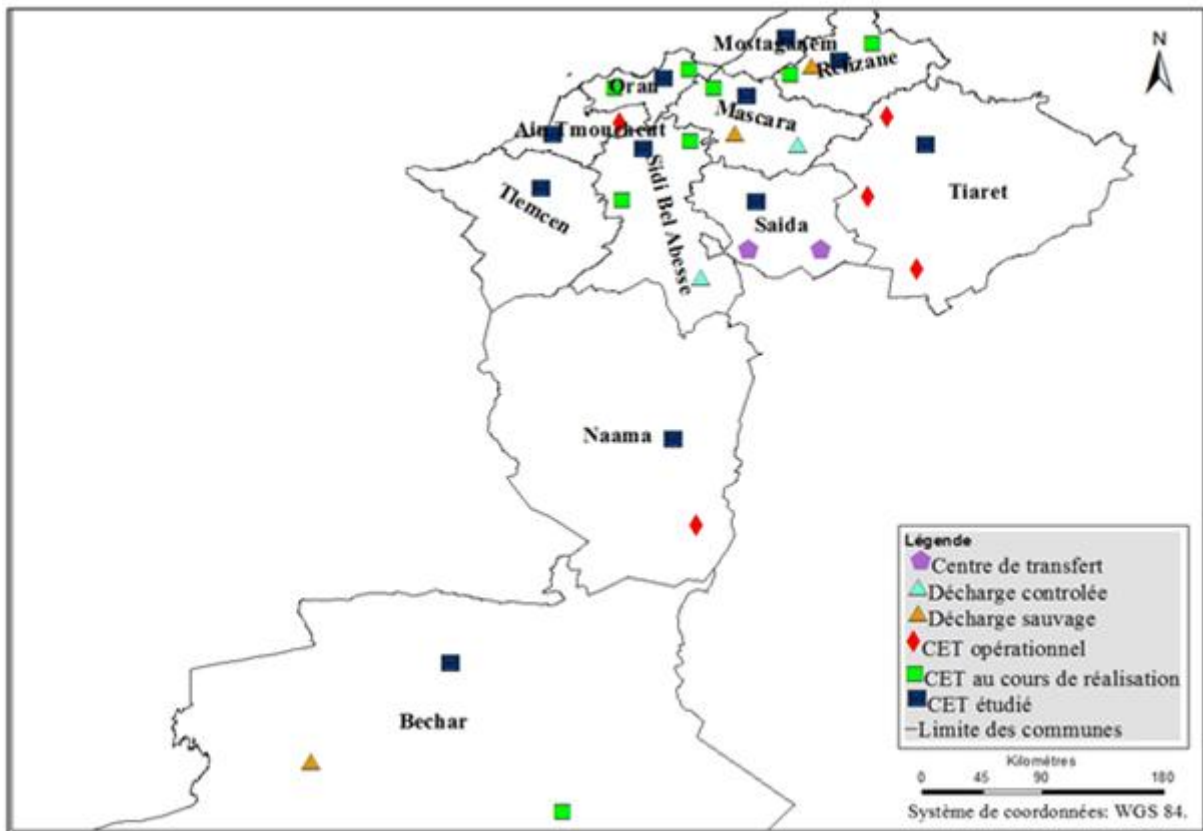 N
Mostaganem
Relizane
Oran
Mascara
Ain Tmouchent
Tiaret
Tlemcen
Sidi Bel Abesse
Saida
Naama
Bechar
Légende
Centre de transfert
Décharge controlée
Décharge sauvage
CET opérationnel
CET au cours de réalisation
CET étudié
Limite des communes
Kilométres
0 45 90 180
Système de coordonnées: WGS 84.